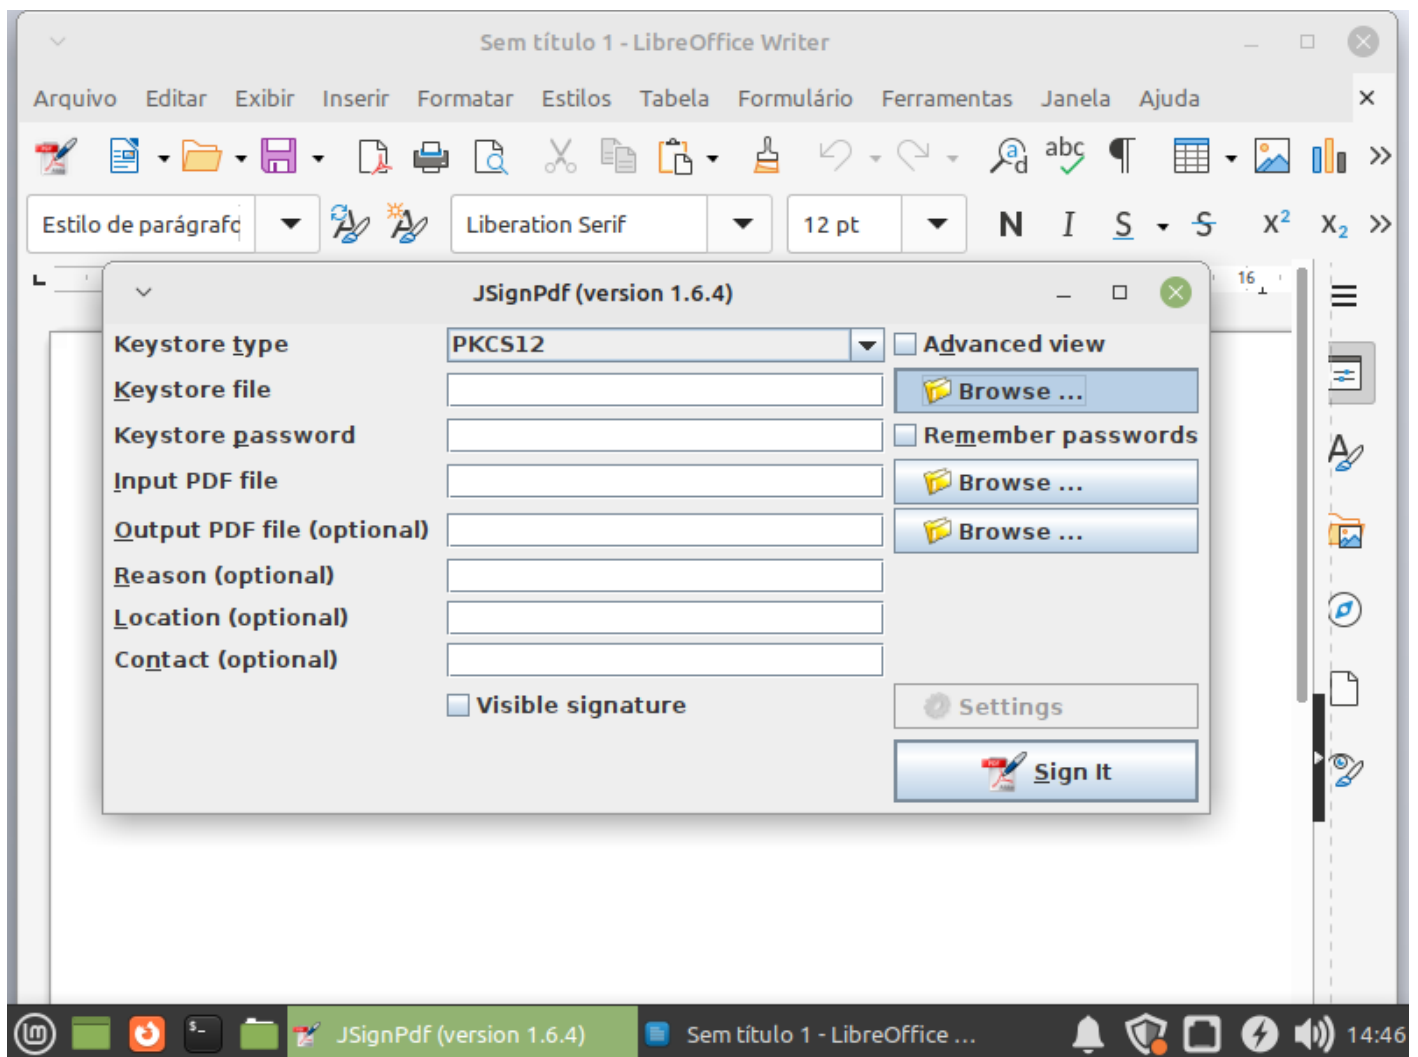 Sem título 1 - LibreOffice Writer
Arquivo Editar Exibir Inserir Formatar Estilos Tabela Formulário Ferramentas Janela Ajuda
Estilo de parágrafo Liberation Serif 12 pt N I S S X² X₂
16
JSignPdf (version 1.6.4)
Keystore type PKCS12 Advanced view
Keystore file Browse ...
Keystore password Remember passwords
Input PDF file Browse ...
Output PDF file (optional) Browse ...
Reason (optional)
Location (optional)
Contact (optional)
Visible signature Settings
Sign It
JSignPdf (version 1.6.4) Sem título 1 - LibreOffice ... 14:46